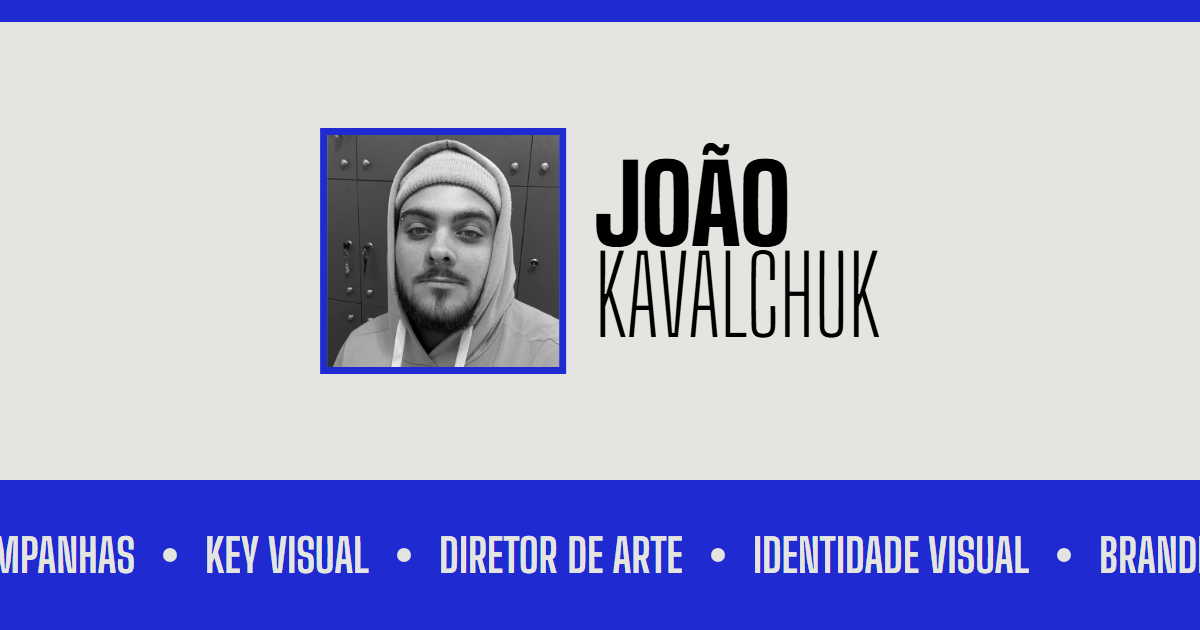 JOÃO
KAVALCHUK
MPANHAS • KEY VISUAL • DIRETOR DE ARTE • IDENTIDADE VISUAL • BRAND